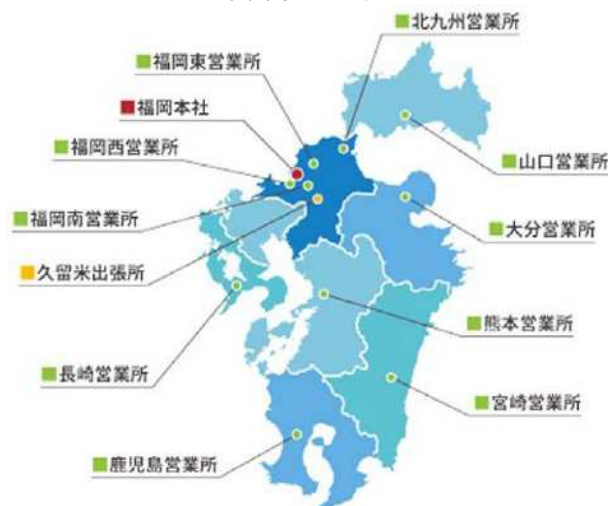 ■北九州営業所
■福岡東営業所
■福岡本社
■福岡西営業所
■山口営業所
■福岡南営業所
■大分営業所
■久留米出張所
■熊本営業所
■長崎営業所
■宮崎営業所
■鹿児島営業所